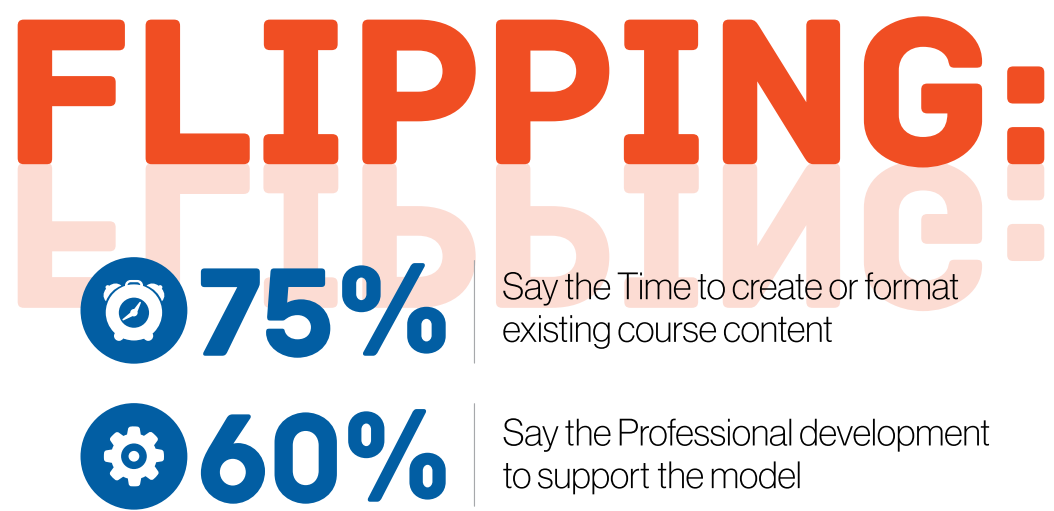 FLIPPING:
75%
Say the Time to create or format
existing course content
60%
Say the Professional development
to support the model